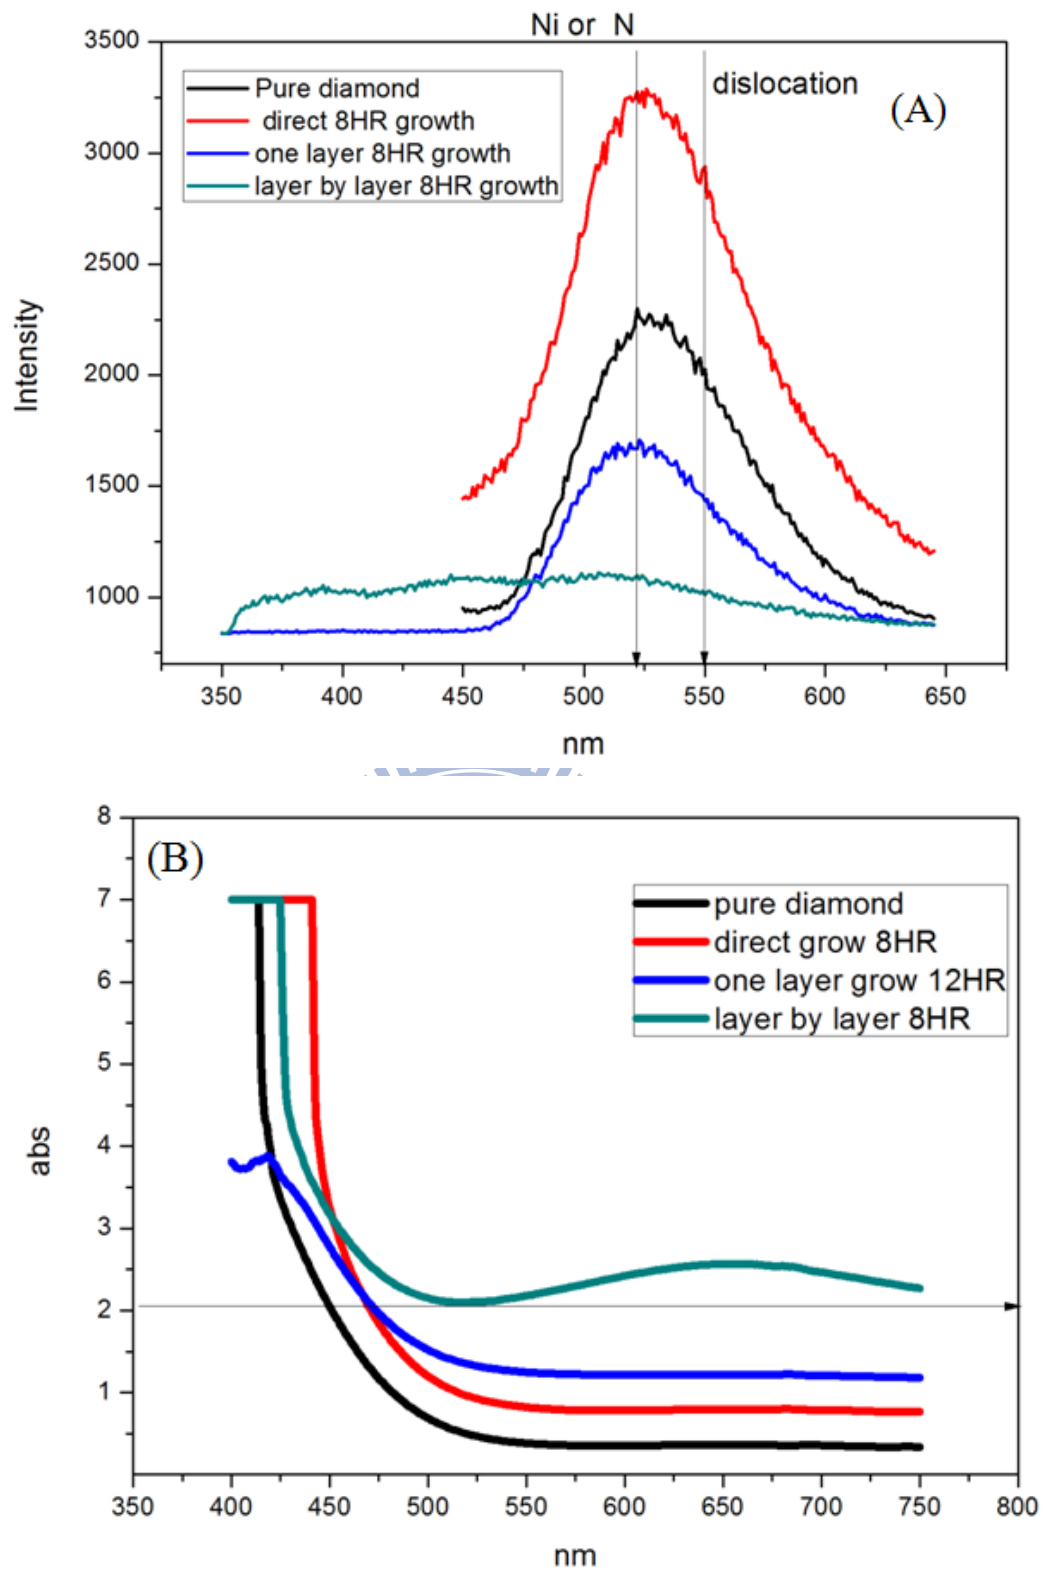 Ni or N
3500
3000
2500
2000
1500
1000
Intensity
Pure diamond
direct 8HR growth
one layer 8HR growth
layer by layer 8HR growth
dislocation
(A)
350 400 450 500 550 600 650
nm
8
7
6
5
4
3
2
1
abs
(B)
pure diamond
direct grow 8HR
one layer grow 12HR
layer by layer 8HR
350 400 450 500 550 600 650 700 750 800
nm